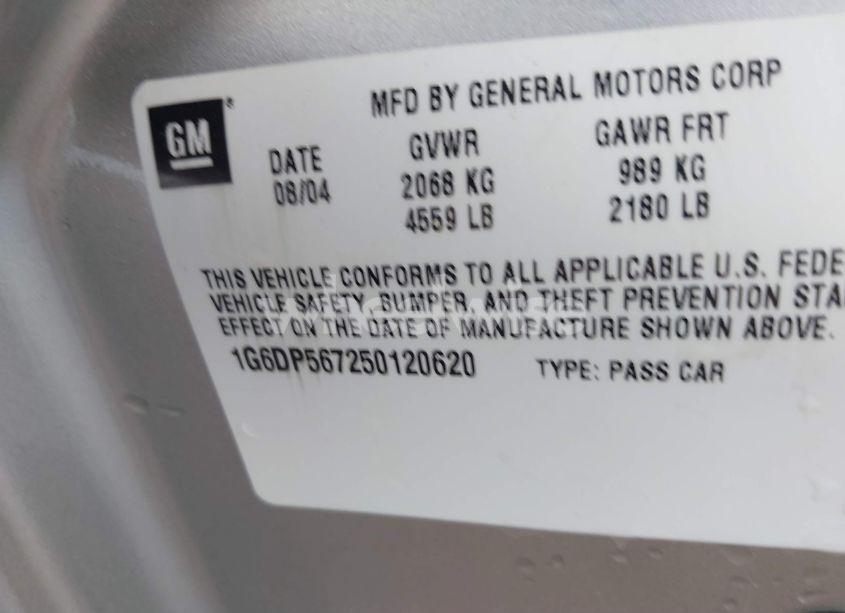 MFD BY GENERAL MOTORS CORP
GM®
DATE GVWR GAWR FRT
08/04 2068 KG 989 KG
4559 LB 2180 LB
THIS VEHICLE CONFORMS TO ALL APPLICABLE U.S. FEDE
VEHICLE SAFETY, BUMPER, AND THEFT PREVENTION STA
EFFECT ON THE DATE OF MANUFACTURE SHOWN ABOVE.
1G6DP567250120620 TYPE: PASS CAR